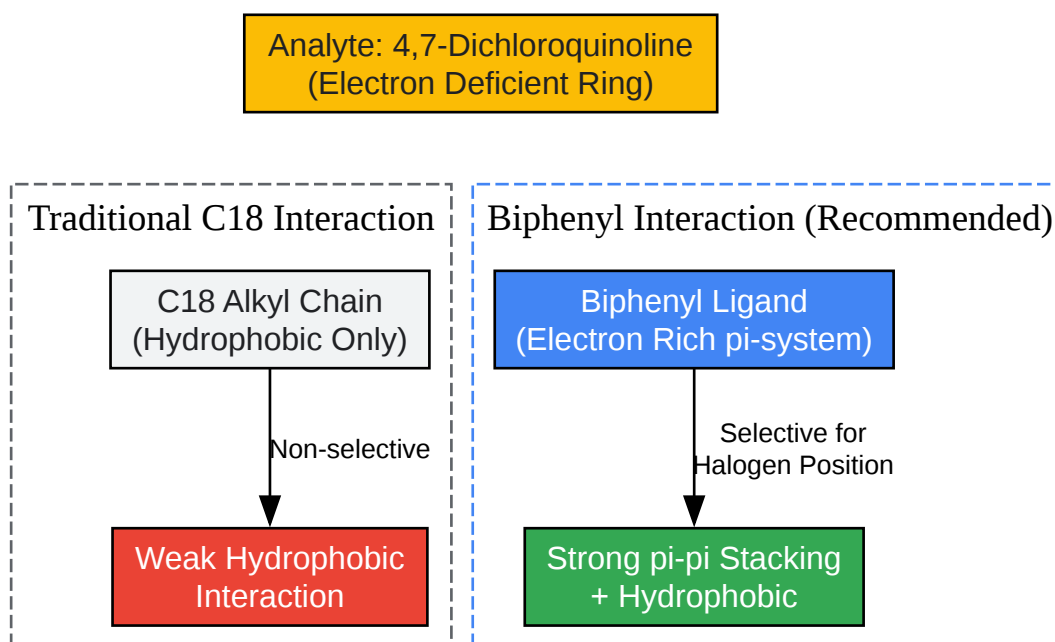 Analyte: 4,7-Dichloroquinoline
(Electron Deficient Ring)
Traditional C18 Interaction
C18 Alkyl Chain
(Hydrophobic Only)
Non-selective
Weak Hydrophobic
Interaction
Biphenyl Interaction (Recommended)
Biphenyl Ligand
(Electron Rich pi-system)
Selective for
Halogen Position
Strong pi-pi Stacking
+ Hydrophobic